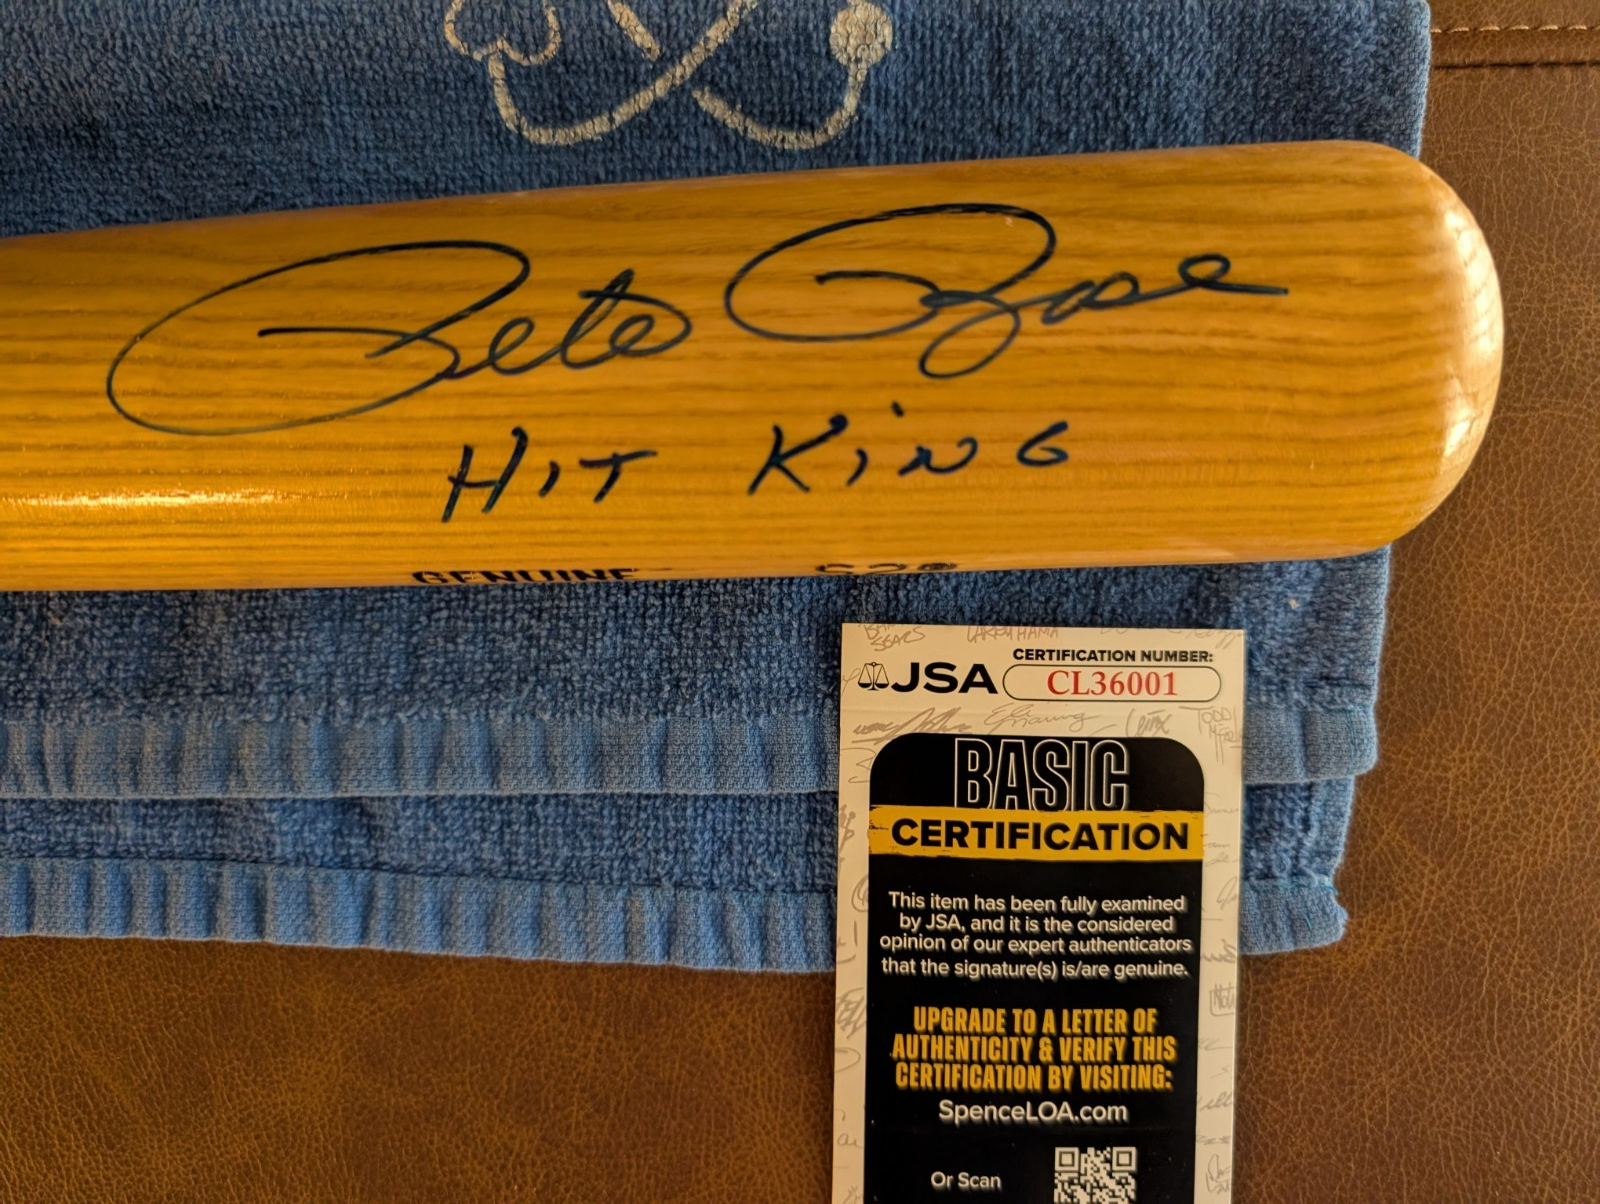 Pete Rose
HIT KiNG
GENUINE
JSA
CERTIFICATION NUMBER:
CL36001
BASIC
CERTIFICATION
This item has been fully examined
by JSA, and it is the considered
opinion of our expert authenticators
that the signature(s) is/are genuine.
UPGRADE TO A LETTER OF
AUTHENTICITY & VERIFY THIS
CERTIFICATION BY VISITING:
SpenceLOA.com
Or Scan